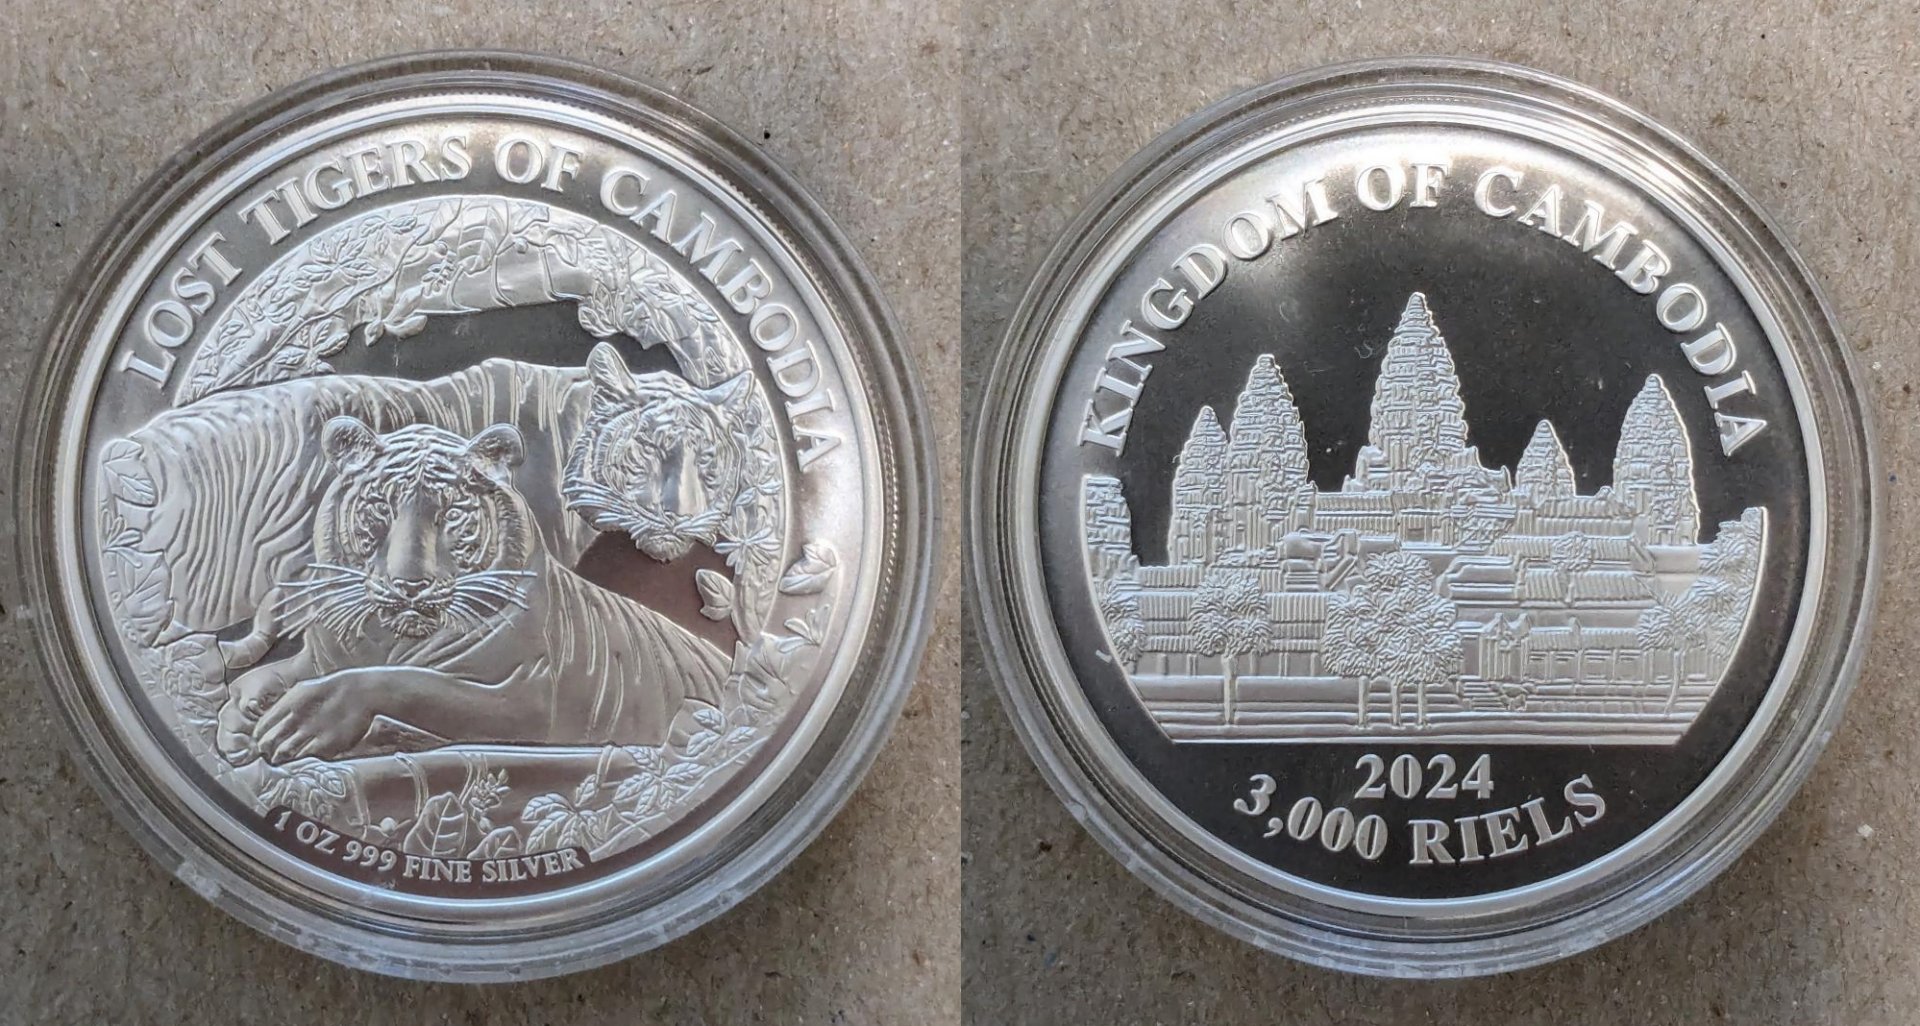 LOST TIGERS OF CAMBODIA
1 OZ 999 FINE SILVER
KINGDOM OF CAMBODIA
2024
3,000 RIELS